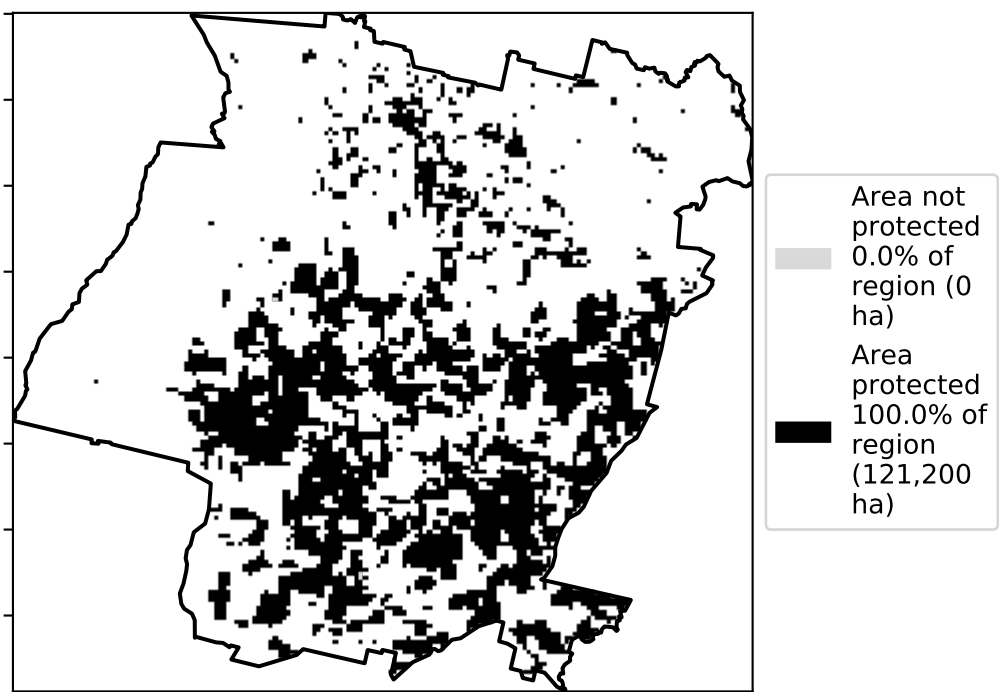 Area not
protected
0.0% of
region (0
ha)
Area
protected
100.0% of
region
(121,200
ha)